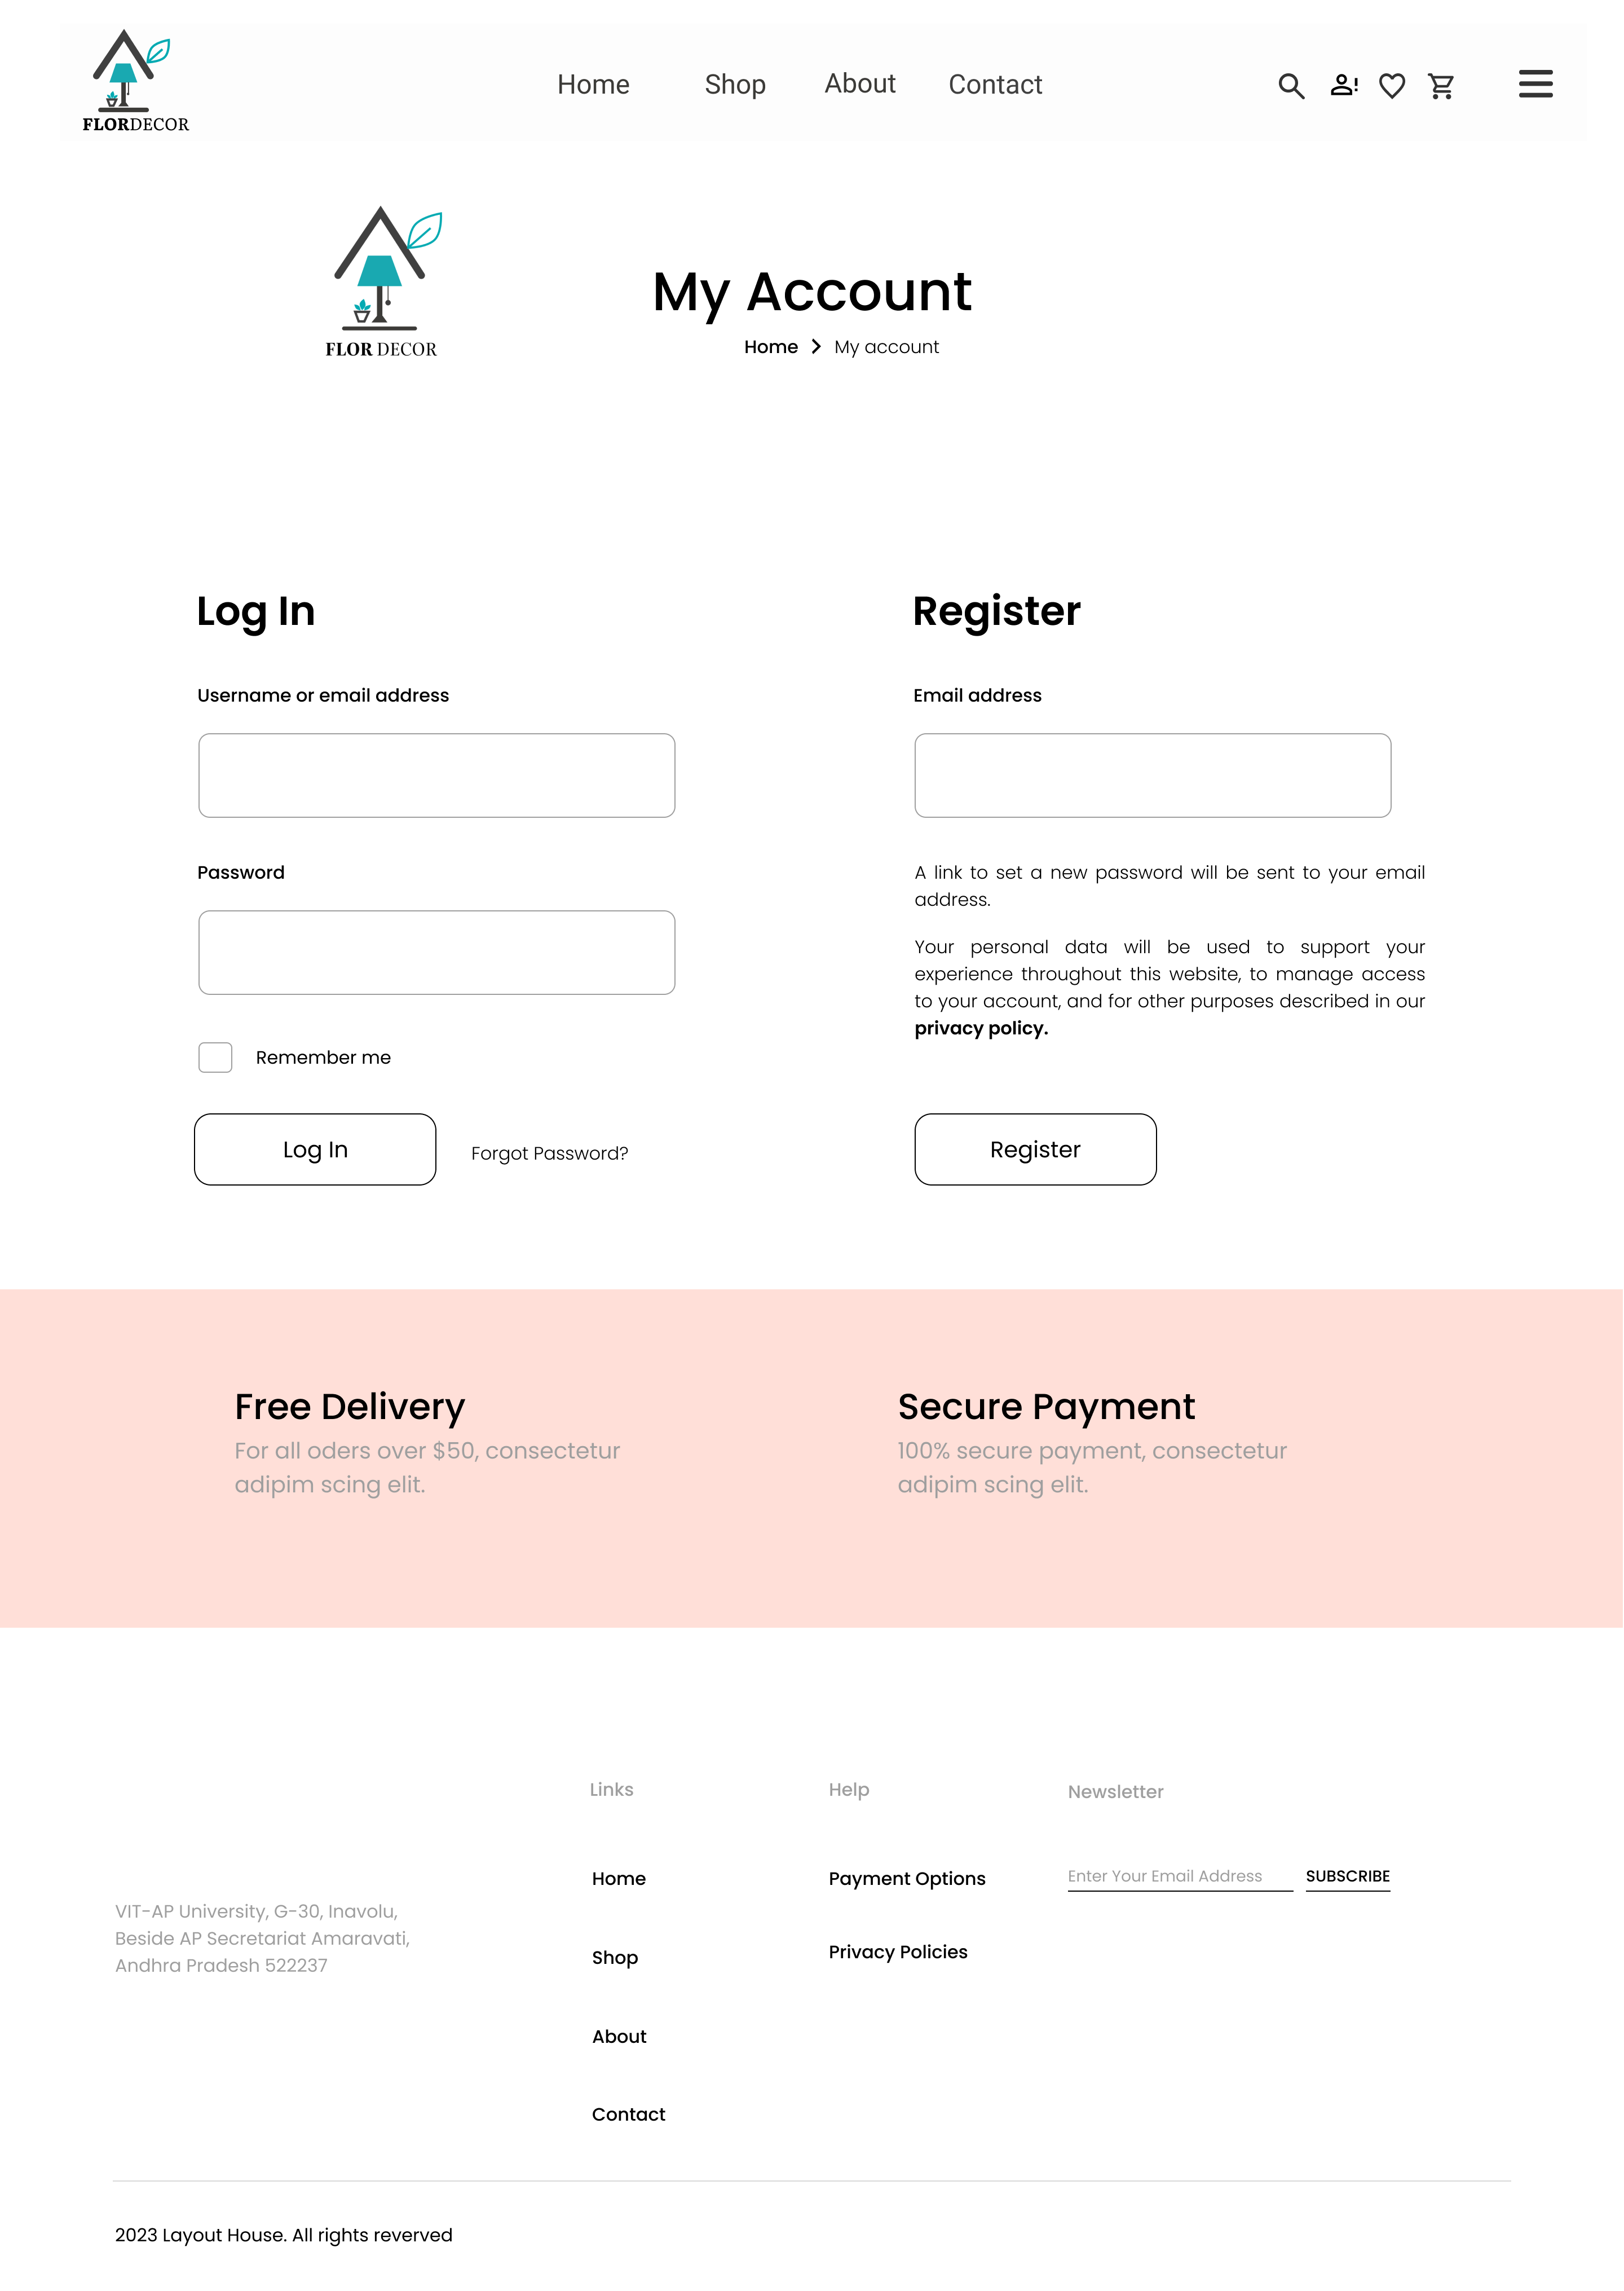 FLORDECOR
Home Shop About Contact
FLOR DECOR
My Account
Home > My account
Log In
Username or email address
Password
Remember me
Log In
Forgot Password?
Register
Email address
A link to set a new password will be sent to your email
address.
Your personal data will be used to support your
experience throughout this website, to manage access
to your account, and for other purposes described in our
privacy policy.
Register
Free Delivery
For all oders over $50, consectetur
adipim scing elit.
Secure Payment
100% secure payment, consectetur
adipim scing elit.
VIT-AP University, G-30, Inavolu,
Beside AP Secretariat Amaravati,
Andhra Pradesh 522237
Links
Home
Shop
About
Contact
Help
Payment Options
Privacy Policies
Newsletter
Enter Your Email Address
SUBSCRIBE
2023 Layout House. All rights reverved